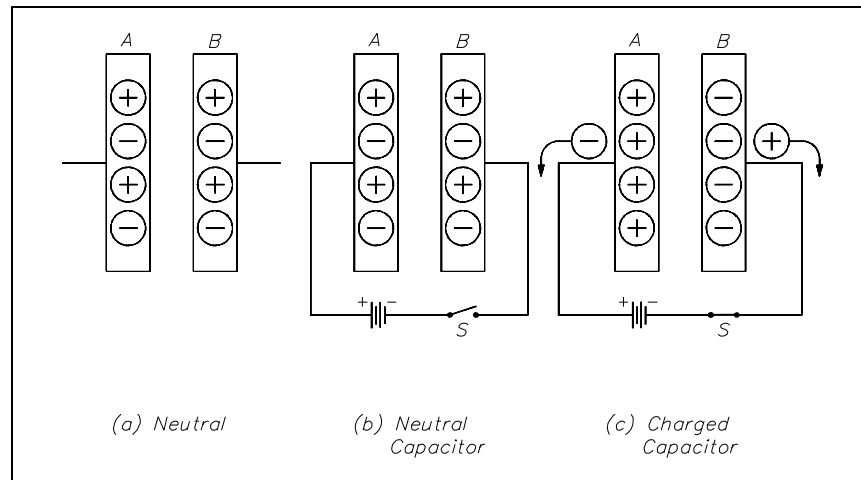 A B
+ +
− −
+ +
− −
(a) Neutral
A B
+ +
− −
+ +
− −
+ −
S
(b) Neutral
Capacitor
A B
+ −
− + − +
+ −
+ −
+ −
S
(c) Charged
Capacitor